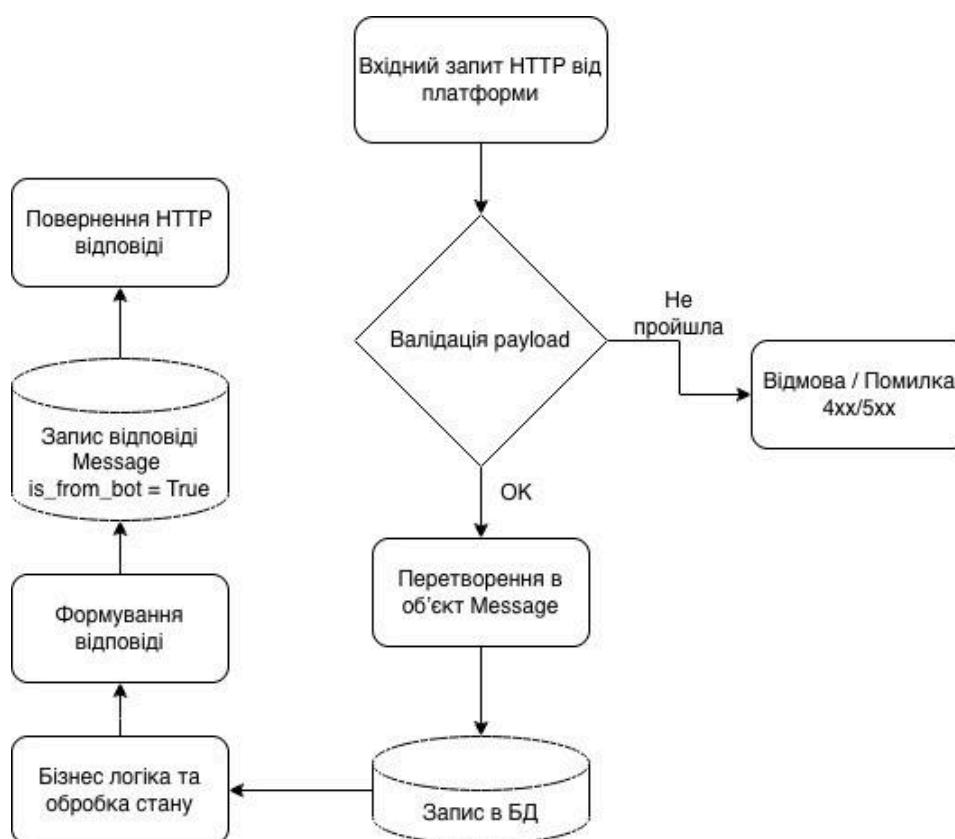 Вхідний запит HTTP від
платформи
Валідація payload
Не
пройшла
Відмова / Помилка
4xx/5xx
OK
Перетворення в
об’єкт Message
Запис в БД
Бізнес логіка та
обробка стану
Формування
відповіді
Запис відповіді
Message
is_from_bot = True
Повернення HTTP
відповіді